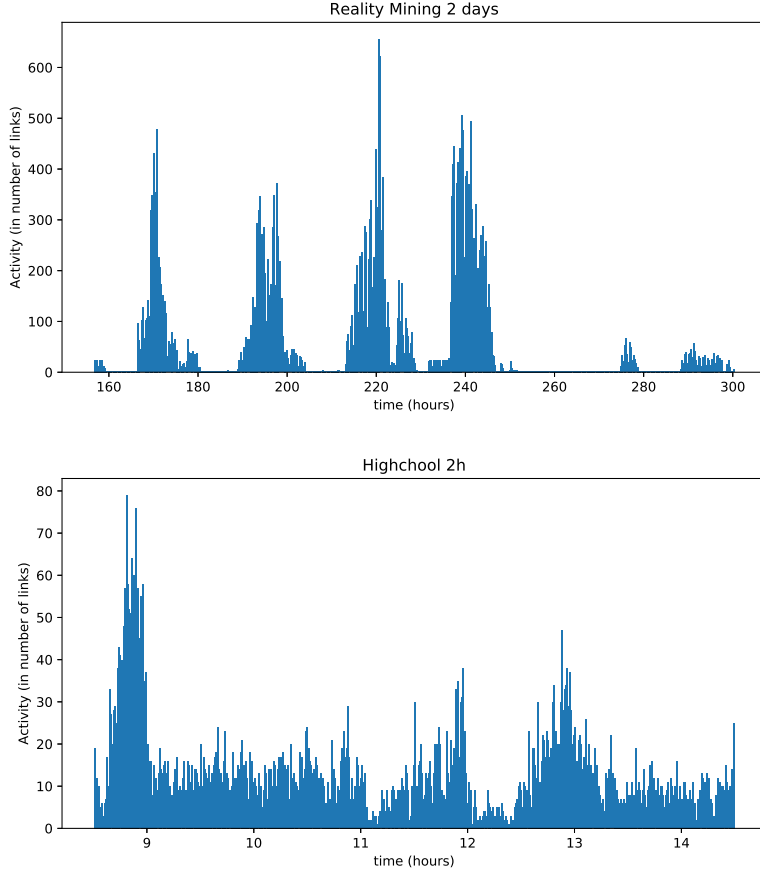 Reality Mining 2 days
600
500
400
300
200
100
0
Activity (in number of links)
160 180 200 220 240 260 280 300
time (hours)
Highchool 2h
80
70
60
50
40
30
20
10
0
Activity (in number of links)
9 10 11 12 13 14
time (hours)